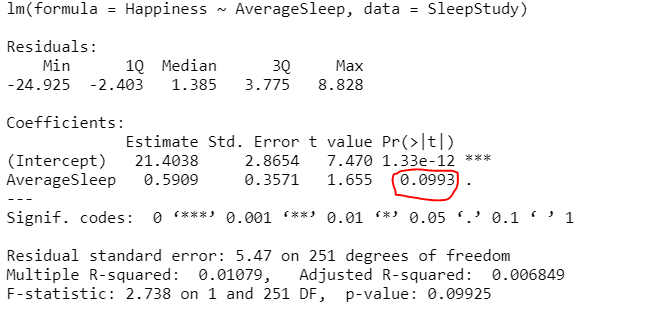 lm(formula = Happiness ~ AverageSleep, data = SleepStudy)
Residuals:
Min 1Q Median 3Q Max
-24.925 -2.403 1.385 3.775 8.828
Coefficients:
Estimate Std. Error t value Pr(>|t|)
(Intercept) 21.4038 2.8654 7.470 1.33e-12 ***
AverageSleep 0.5909 0.3571 1.655 0.0993 .
---
Signif. codes: 0 ‘***’ 0.001 ‘**’ 0.01 ‘*’ 0.05 ‘.’ 0.1 ‘ ’ 1
Residual standard error: 5.47 on 251 degrees of freedom
Multiple R-squared: 0.01079, Adjusted R-squared: 0.006849
F-statistic: 2.738 on 1 and 251 DF, p-value: 0.09925